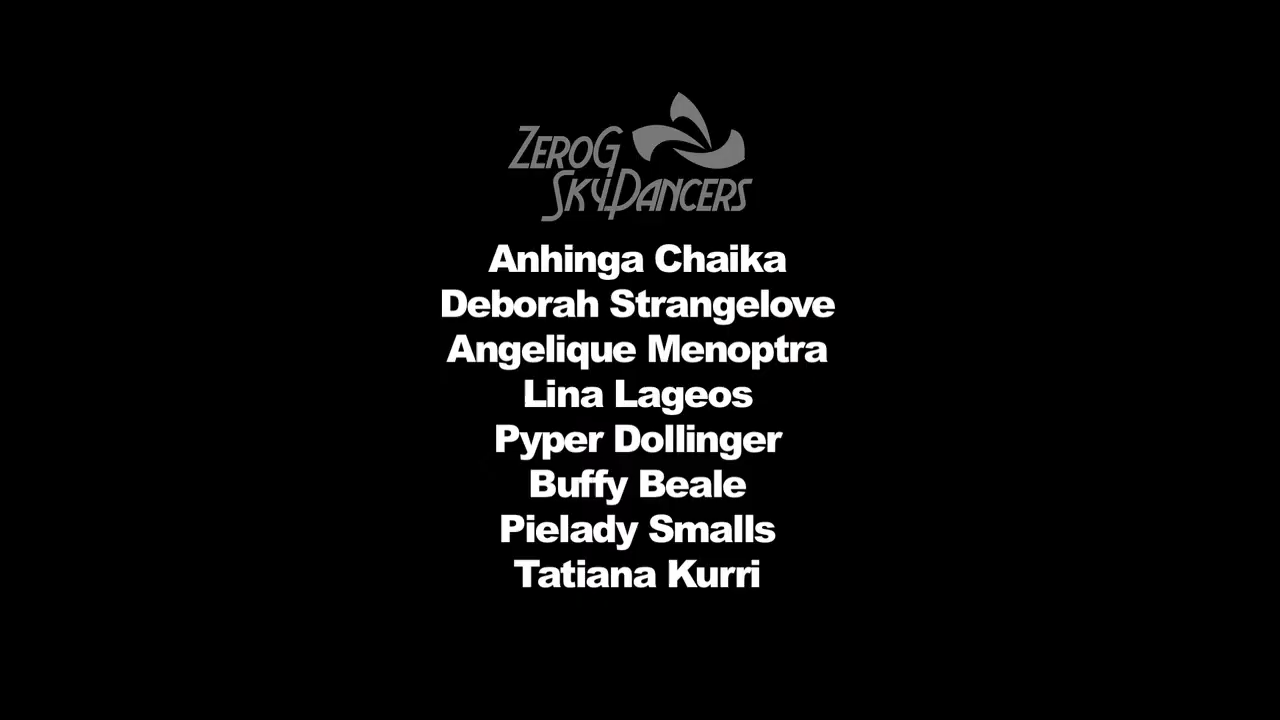 ZEROG
SKYDANCERS
Anhinga Chaika
Deborah Strangelove
Angelique Menoptra
Lina Lageos
Pyper Dollinger
Buffy Beale
Pielady Smalls
Tatiana Kurri